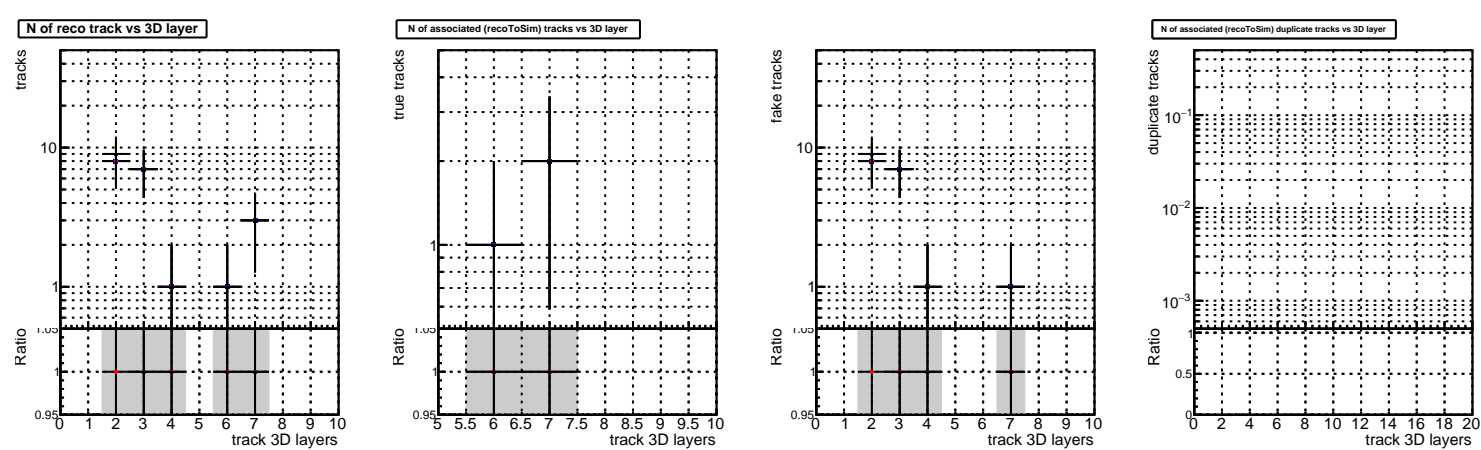 N of reco track vs 3D layer
tracks
10
1
1.05
Ratio
1
0.95
0 1 2 3 4 5 6 7 8 9 10
track 3D layers
N of associated (recoToSim) tracks vs 3D layer
true tracks
1
1.05
Ratio
1
0.95
5 5.5 6 6.5 7 7.5 8 8.5 9 9.5 10
track 3D layers
fake tracks
10
1
1.05
Ratio
1
0.95
0 1 2 3 4 5 6 7 8 9 10
track 3D layers
N of associated (recoToSim) duplicate tracks vs 3D layer
duplicate tracks
10⁻¹
10⁻²
10⁻³
Ratio
1
0.5
0
0 2 4 6 8 10 12 14 16 18 20
track 3D layers